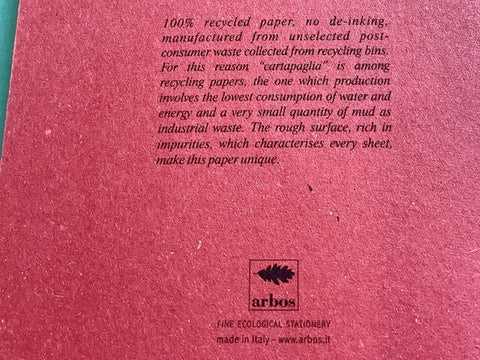 100% recycled paper, no de-inking,
manufactured from unselected post-
consumer waste collected from recycling bins.
For this reason "cartapaglia" is among
recycling papers, the one which production
involves the lowest consumption of water and
energy and a very small quantity of mud as
industrial waste. The rough surface, rich in
impurities, which characterises every sheet,
make this paper unique.
arbos
FINE ECOLOGICAL STATIONERY
made in Italy - www.arbos.it